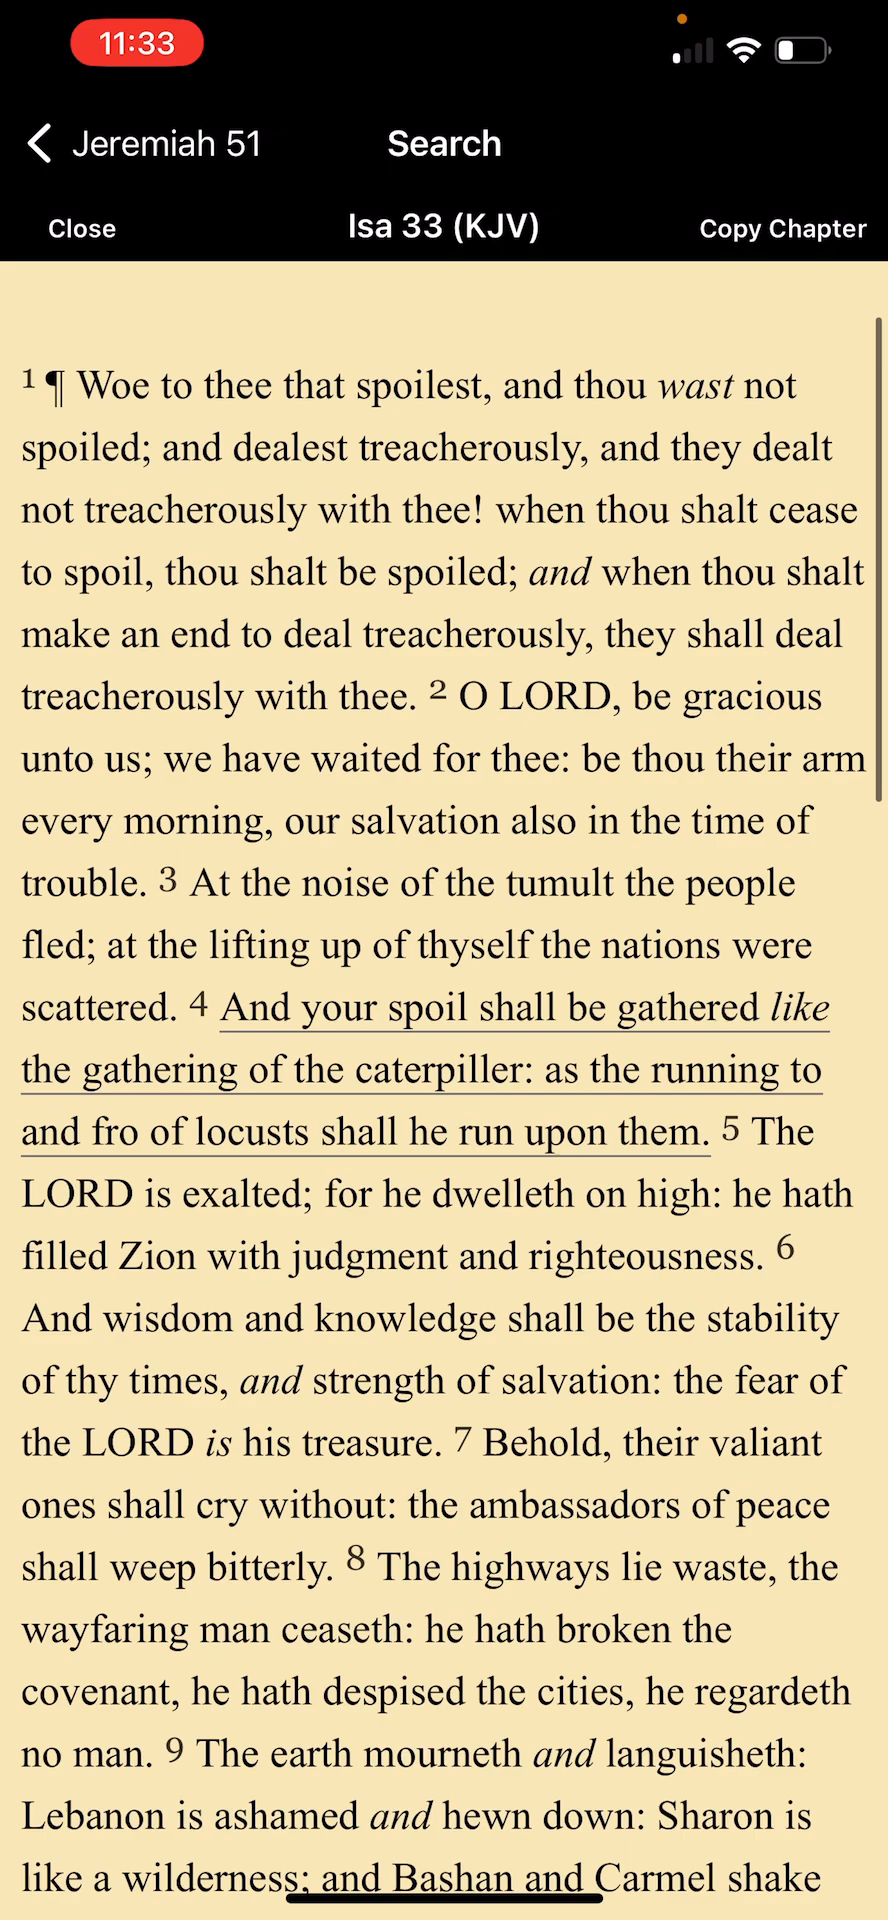 11:33
Jeremiah 51
Search
Close
Isa 33 (KJV)
Copy Chapter
1 ¶ Woe to thee that spoilest, and thou wast not
spoiled; and dealest treacherously, and they dealt
not treacherously with thee! when thou shalt cease
to spoil, thou shalt be spoiled; and when thou shalt
make an end to deal treacherously, they shall deal
treacherously with thee. 2 O LORD, be gracious
unto us; we have waited for thee: be thou their arm
every morning, our salvation also in the time of
trouble. 3 At the noise of the tumult the people
fled; at the lifting up of thyself the nations were
scattered. 4 And your spoil shall be gathered like
the gathering of the caterpiller: as the running to
and fro of locusts shall he run upon them. 5 The
LORD is exalted; for he dwelleth on high: he hath
filled Zion with judgment and righteousness. 6
And wisdom and knowledge shall be the stability
of thy times, and strength of salvation: the fear of
the LORD is his treasure. 7 Behold, their valiant
ones shall cry without: the ambassadors of peace
shall weep bitterly. 8 The highways lie waste, the
wayfaring man ceaseth: he hath broken the
covenant, he hath despised the cities, he regardeth
no man. 9 The earth mourneth and languisheth:
Lebanon is ashamed and hewn down: Sharon is
like a wilderness; and Bashan and Carmel shake